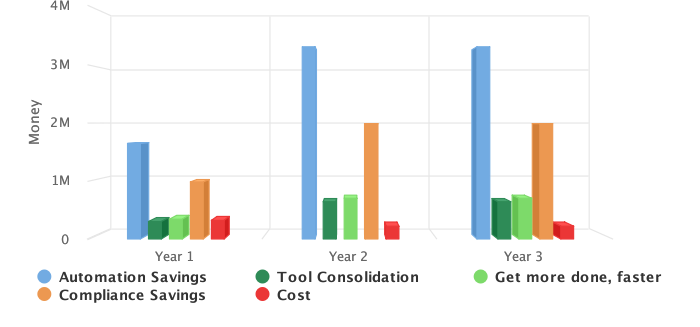 4M
3M
2M
1M
0
Money
Year 1 Year 2 Year 3
Automation Savings Tool Consolidation Get more done, faster
Compliance Savings Cost